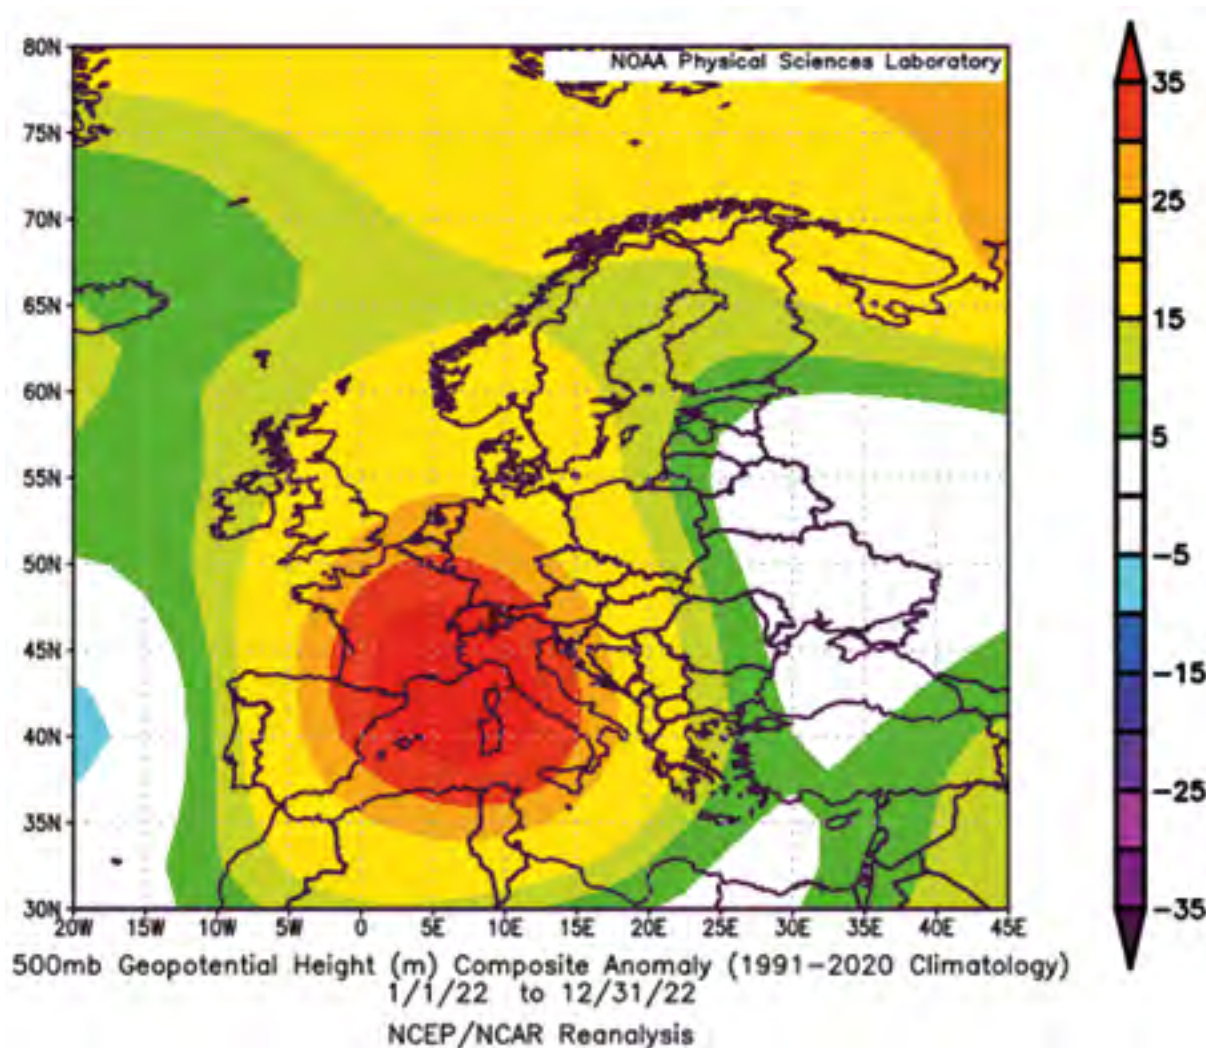 NOAA Physical Sciences Laboratory
80N
75N
70N
65N
60N
55N
50N
45N
40N
35N
30N
20W 15W 10W 5W 0 5E 10E 15E 20E 25E 30E 35E 40E 45E
35
25
15
5
-5
-15
-25
-35
500mb Geopotential Height (m) Composite Anomaly (1991-2020 Climatology)
1/1/22 to 12/31/22
NCEP/NCAR Reanalysis